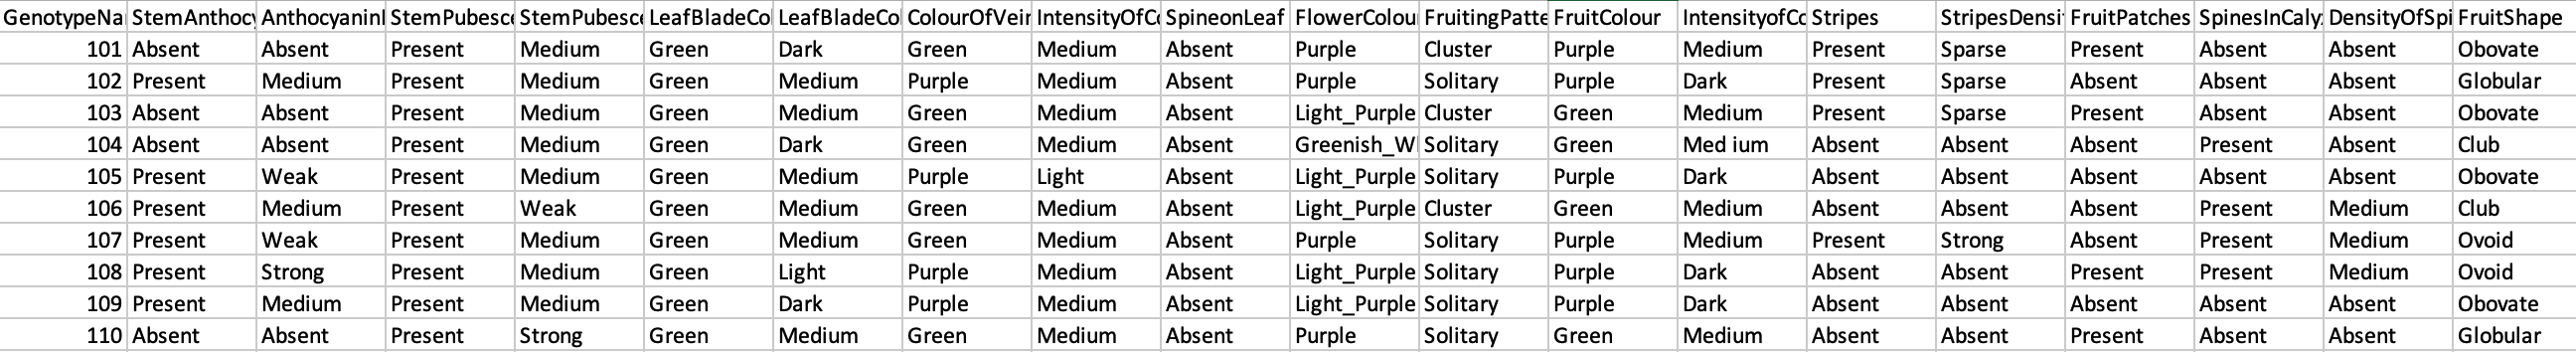 GenotypeNa StemAnthocy AnthocyaninI StemPubesce StemPubesce LeafBladeCo LeafBladeCo ColourOfVein IntensityOfCo SpineonLeaf FlowerColou FruitingPatte FruitColour IntensityofCo Stripes StripesDensit FruitPatches SpinesInCaly DensityOfSpi FruitShape
101 Absent Absent Present Medium Green Dark Green Medium Absent Purple Cluster Purple Medium Present Sparse Present Absent Absent Obovate
102 Present Medium Present Medium Green Medium Purple Medium Absent Purple Solitary Purple Dark Present Sparse Absent Absent Absent Globular
103 Absent Absent Present Medium Green Medium Green Medium Absent Light_Purple Cluster Green Medium Present Sparse Present Absent Absent Obovate
104 Absent Absent Present Medium Green Dark Green Medium Absent Greenish_W Solitary Green Med ium Absent Absent Absent Present Absent Club
105 Present Weak Present Medium Green Medium Purple Light Absent Light_Purple Solitary Purple Dark Absent Absent Absent Absent Absent Obovate
106 Present Medium Present Weak Green Medium Green Medium Absent Light_Purple Cluster Green Medium Absent Absent Absent Present Medium Club
107 Present Weak Present Medium Green Medium Green Medium Absent Purple Solitary Purple Medium Present Strong Absent Present Medium Ovoid
108 Present Strong Present Medium Green Light Purple Medium Absent Light_Purple Solitary Purple Dark Absent Absent Present Present Medium Ovoid
109 Present Medium Present Medium Green Dark Purple Medium Absent Light_Purple Solitary Purple Dark Absent Absent Absent Absent Absent Obovate
110 Absent Absent Present Strong Green Medium Green Medium Absent Purple Solitary Green Medium Absent Absent Present Absent Absent Globular